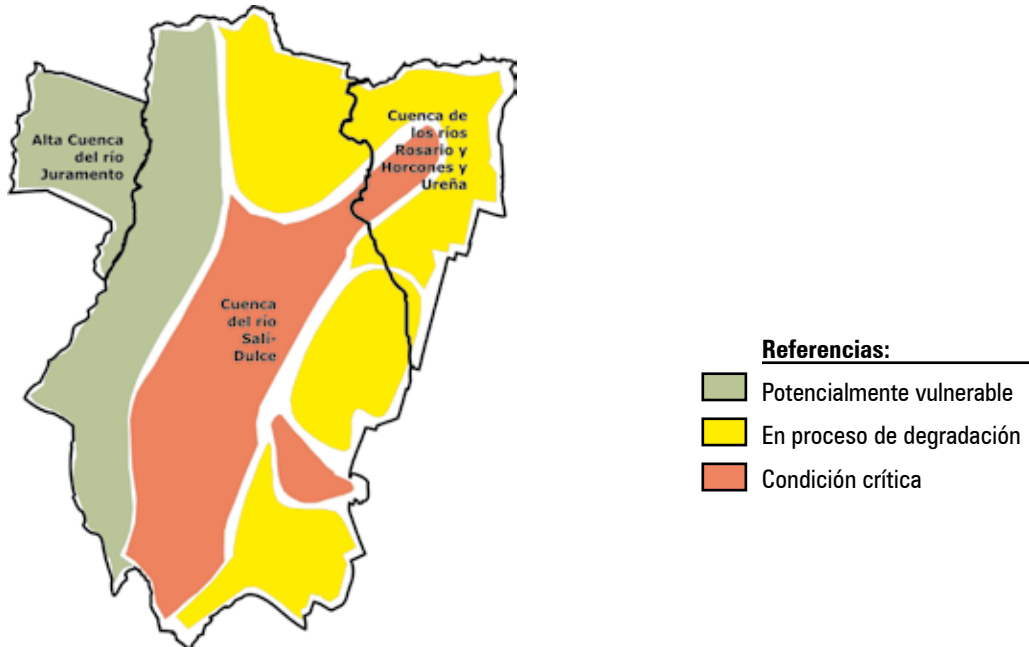 Alta Cuenca
del río
Juramento
Cuenca de
los ríos
Rosario y
Horcones y
Ureña
Cuenca
del río
Salí-
Dulce
Referencias:
Potencialmente vulnerable
En proceso de degradación
Condición crítica